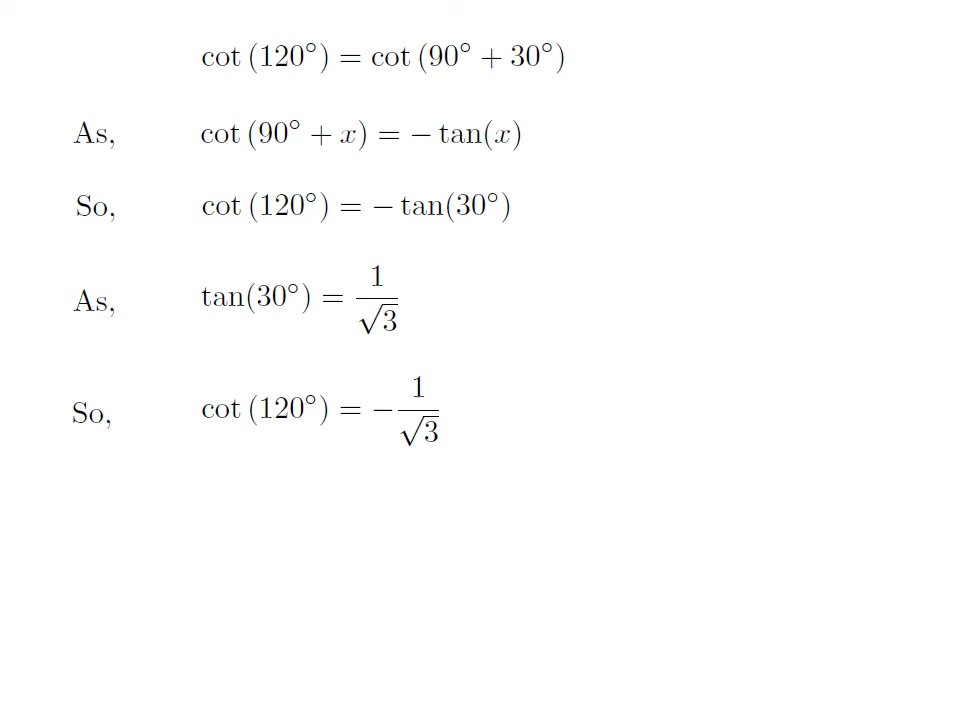 cot (120°) = cot (90° + 30°)
As, cot (90° + x) = − tan(x)
So, cot (120°) = − tan(30°)
As, tan(30°) = 1/√3
So, cot (120°) = −1/√3